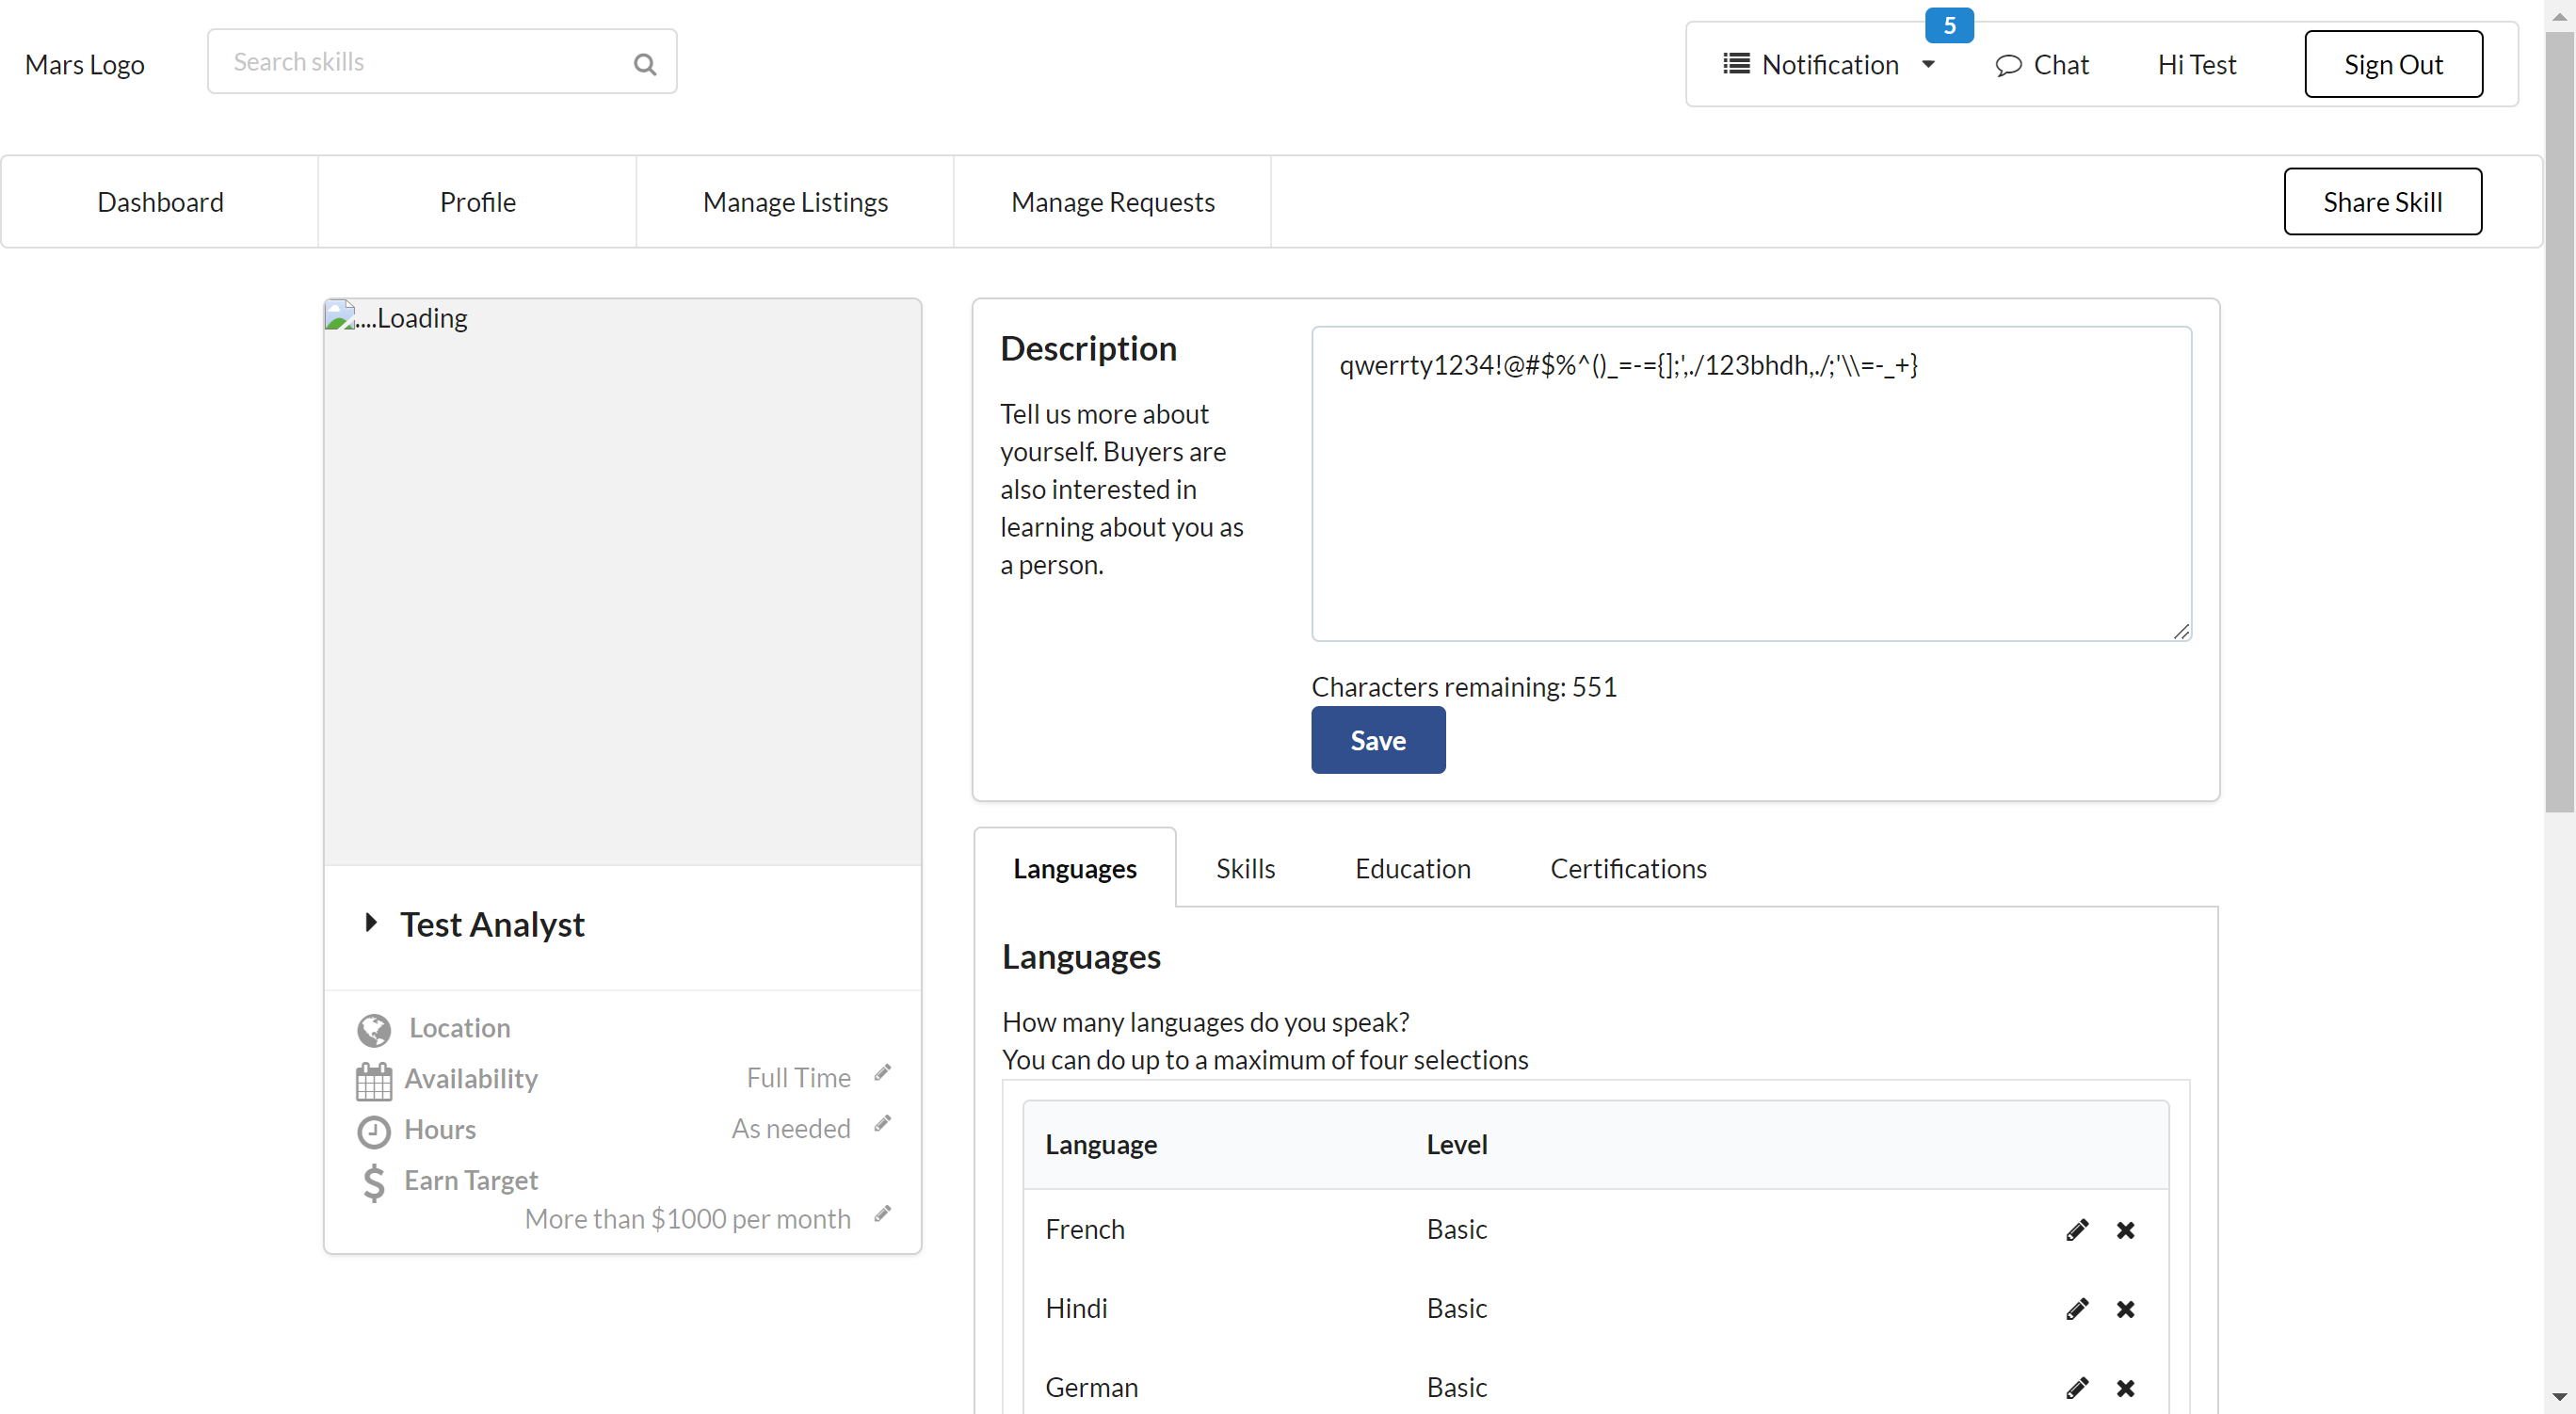 Mars Logo
Search skills
5
Notification
Chat
Hi Test
Sign Out
Dashboard
Profile
Manage Listings
Manage Requests
Share Skill
....Loading
Test Analyst
Location
Availability
Full Time
Hours
As needed
Earn Target
More than $1000 per month
Description
Tell us more about
yourself. Buyers are
also interested in
learning about you as
a person.
qwerrty1234!@#$%^()_=-={];',./123bhdh,./;'\\=-_+}
Characters remaining: 551
Save
Languages
Skills
Education
Certifications
Languages
How many languages do you speak?
You can do up to a maximum of four selections
Language
Level
French
Basic
Hindi
Basic
German
Basic